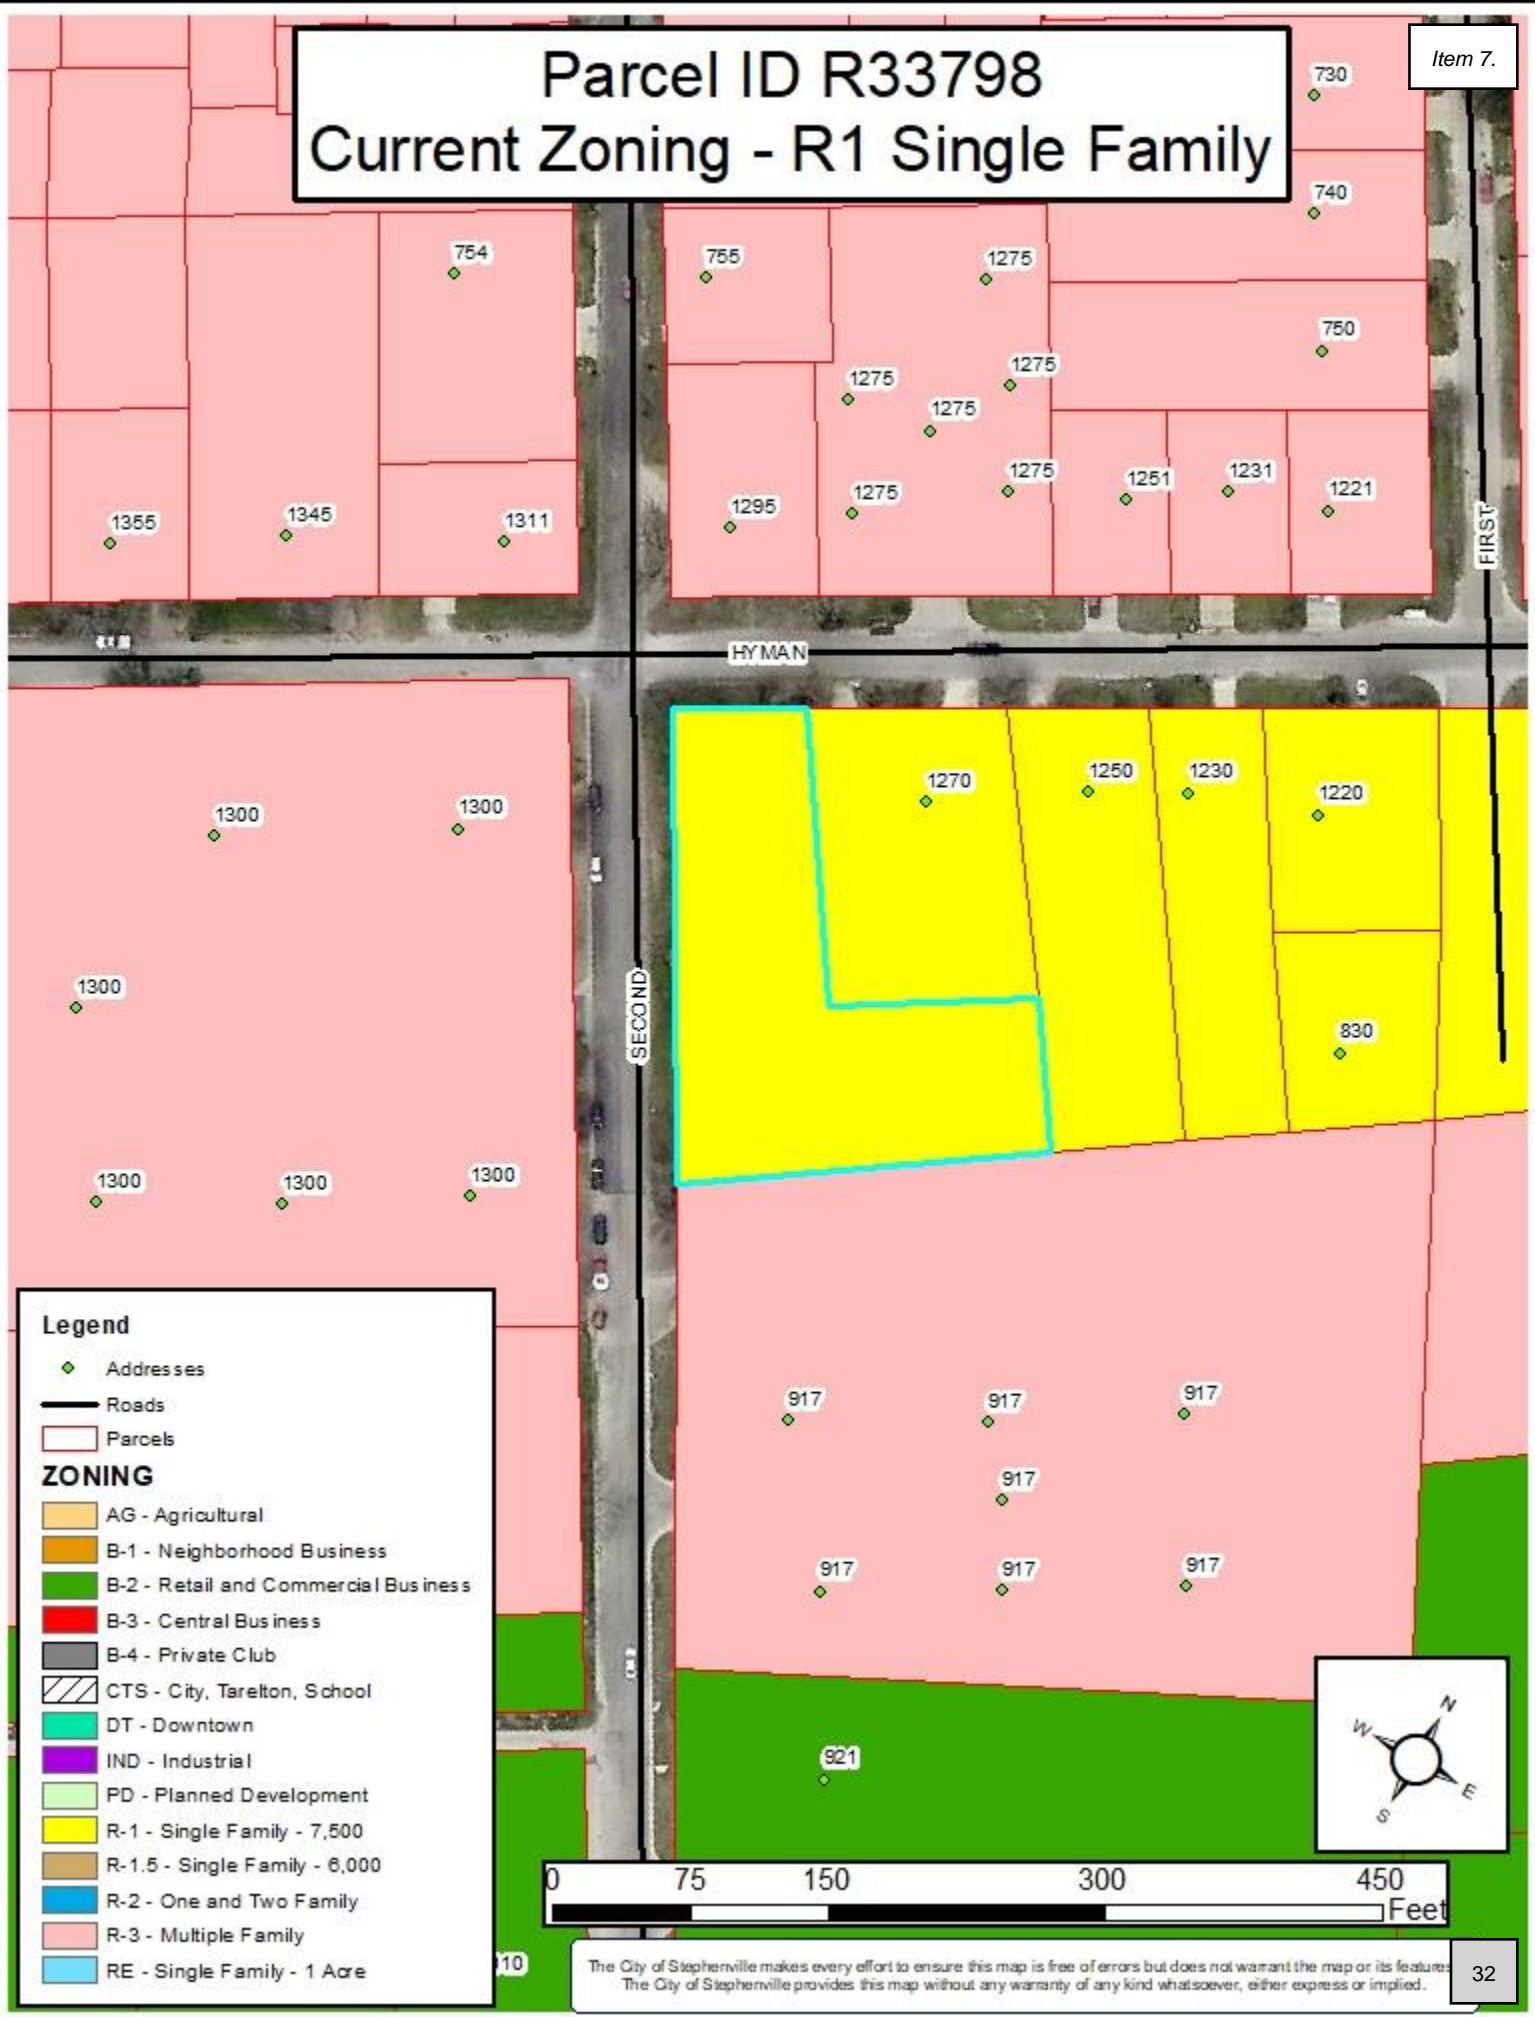 Item 7.
Parcel ID R33798
Current Zoning - R1 Single Family
730
740
754
755
1275
750
1275
1275
1275
1275
1275
1251
1231
1221
1295
1355
1345
1311
FIRST
HYMAN
1270
1250
1230
1220
1300
1300
1300
SECOND
830
1300
1300
1300
917
917
917
917
917
917
917
921
Legend
Addresses
Roads
Parcels
ZONING
AG - Agricultural
B-1 - Neighborhood Business
B-2 - Retail and Commercial Business
B-3 - Central Business
B-4 - Private Club
CTS - City, Tarelton, School
DT - Downtown
IND - Industrial
PD - Planned Development
R-1 - Single Family - 7,500
R-1.5 - Single Family - 6,000
R-2 - One and Two Family
R-3 - Multiple Family
RE - Single Family - 1 Acre
N
W
E
S
0 75 150 300 450
Feet
10
The City of Stephenville makes every effort to ensure this map is free of errors but does not warrant the map or its features
The City of Stephenville provides this map without any warranty of any kind whatsoever, either express or implied.
32